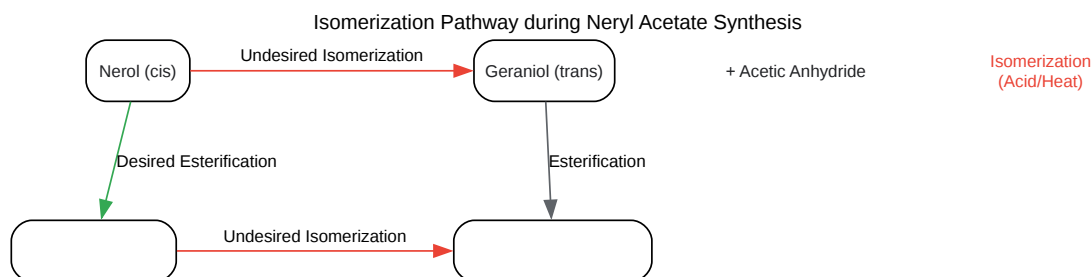 Isomerization Pathway during Neryl Acetate Synthesis
Nerol (cis)
Undesired Isomerization
Geraniol (trans)
+ Acetic Anhydride
Isomerization
(Acid/Heat)
Desired Esterification
Esterification
Undesired Isomerization